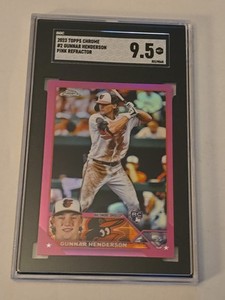 2023 TOPPS CHROME
#2 GUNNAR HENDERSON
PINK REFRACTOR
9.5
GUNNAR HENDERSON